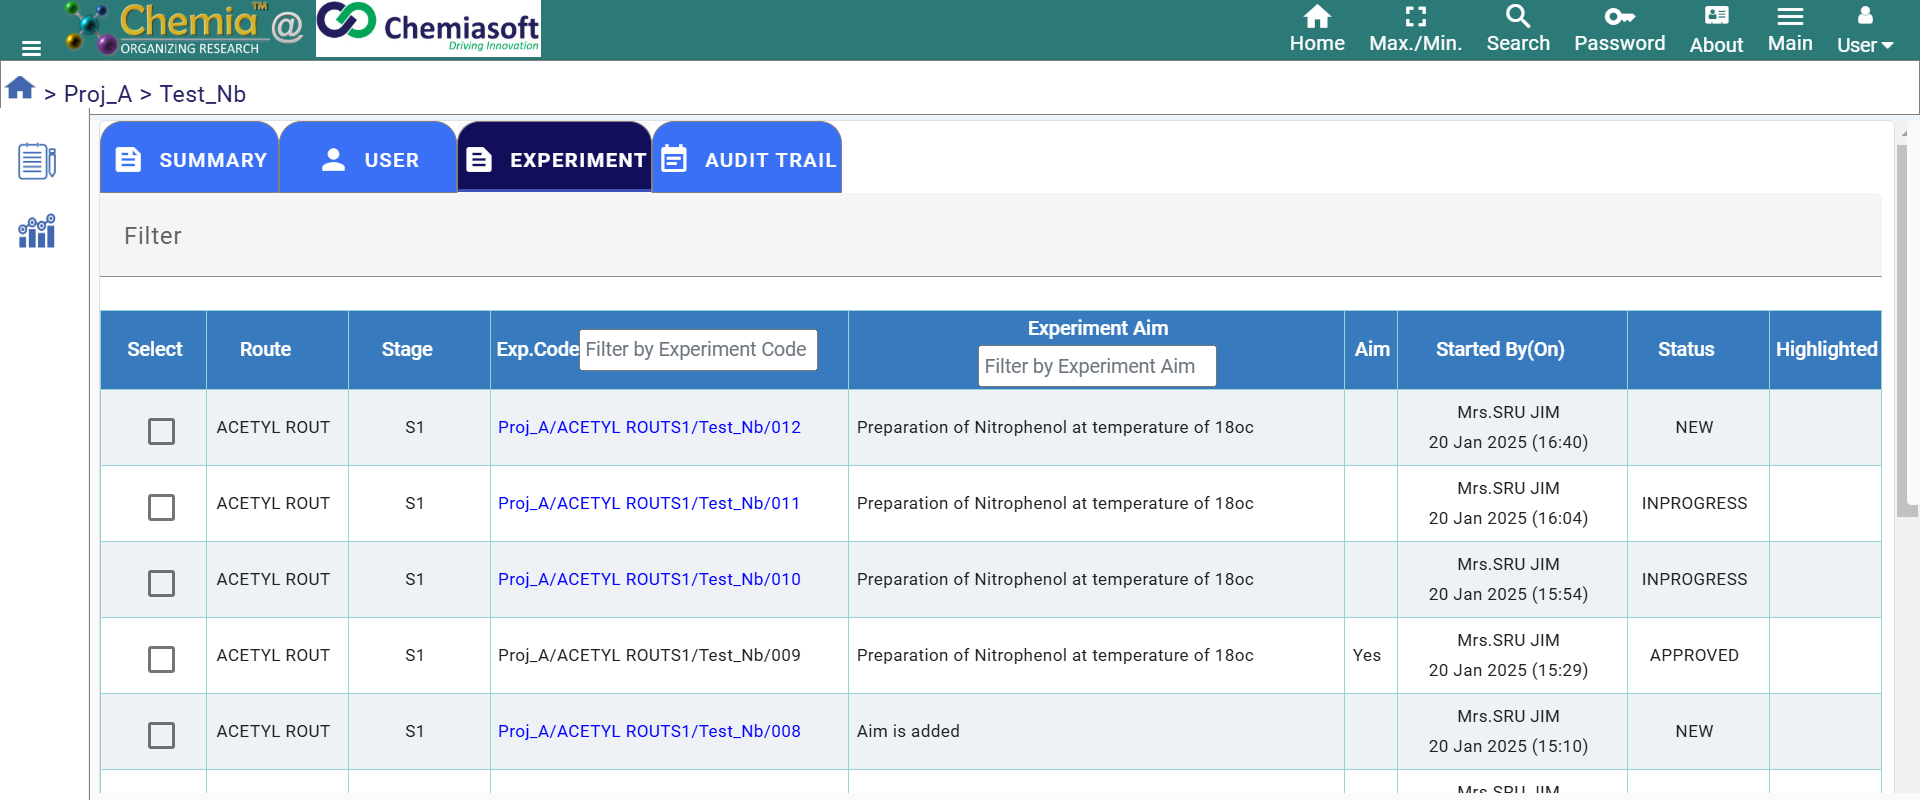 Chemia™ @
ORGANIZING RESEARCH
Chemiasoft
Driving Innovation
Home Max./Min. Search Password About Main User
> Proj_A > Test_Nb
SUMMARY USER EXPERIMENT AUDIT TRAIL
Filter
Select Route Stage Exp.Code Filter by Experiment Code Experiment Aim Filter by Experiment Aim Aim Started By(On) Status Highlighted
ACETYL ROUT S1 Proj_A/ACETYL ROUTS1/Test_Nb/012 Preparation of Nitrophenol at temperature of 18oc Mrs.SRU JIM NEW
20 Jan 2025 (16:40)
ACETYL ROUT S1 Proj_A/ACETYL ROUTS1/Test_Nb/011 Preparation of Nitrophenol at temperature of 18oc Mrs.SRU JIM INPROGRESS
20 Jan 2025 (16:04)
ACETYL ROUT S1 Proj_A/ACETYL ROUTS1/Test_Nb/010 Preparation of Nitrophenol at temperature of 18oc Mrs.SRU JIM INPROGRESS
20 Jan 2025 (15:54)
ACETYL ROUT S1 Proj_A/ACETYL ROUTS1/Test_Nb/009 Preparation of Nitrophenol at temperature of 18oc Yes Mrs.SRU JIM APPROVED
20 Jan 2025 (15:29)
ACETYL ROUT S1 Proj_A/ACETYL ROUTS1/Test_Nb/008 Aim is added Mrs.SRU JIM NEW
20 Jan 2025 (15:10)
Mrs.SRU JIM